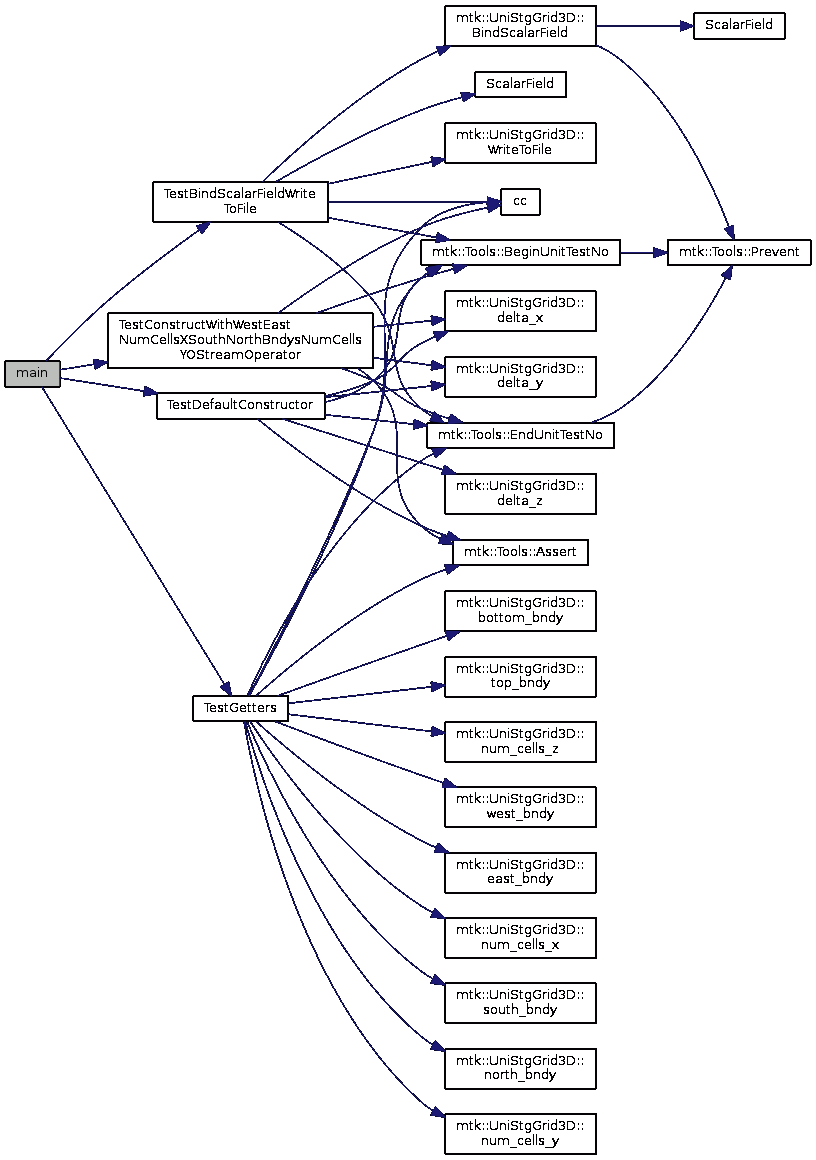 mtk::UniStgGrid3D::
BindScalarField
ScalarField
ScalarField
mtk::UniStgGrid3D::
WriteToFile
TestBindScalarFieldWrite
ToFile
cc
mtk::Tools::BeginUnitTestNo
mtk::Tools::Prevent
mtk::UniStgGrid3D::
delta_x
TestConstructWithWestEast
NumCellsXSouthNorthBndysNumCells
YOStreamOperator
main
mtk::UniStgGrid3D::
delta_y
TestDefaultConstructor
mtk::Tools::EndUnitTestNo
mtk::UniStgGrid3D::
delta_z
mtk::Tools::Assert
mtk::UniStgGrid3D::
bottom_bndy
mtk::UniStgGrid3D::
top_bndy
TestGetters
mtk::UniStgGrid3D::
num_cells_z
mtk::UniStgGrid3D::
west_bndy
mtk::UniStgGrid3D::
east_bndy
mtk::UniStgGrid3D::
num_cells_x
mtk::UniStgGrid3D::
south_bndy
mtk::UniStgGrid3D::
north_bndy
mtk::UniStgGrid3D::
num_cells_y